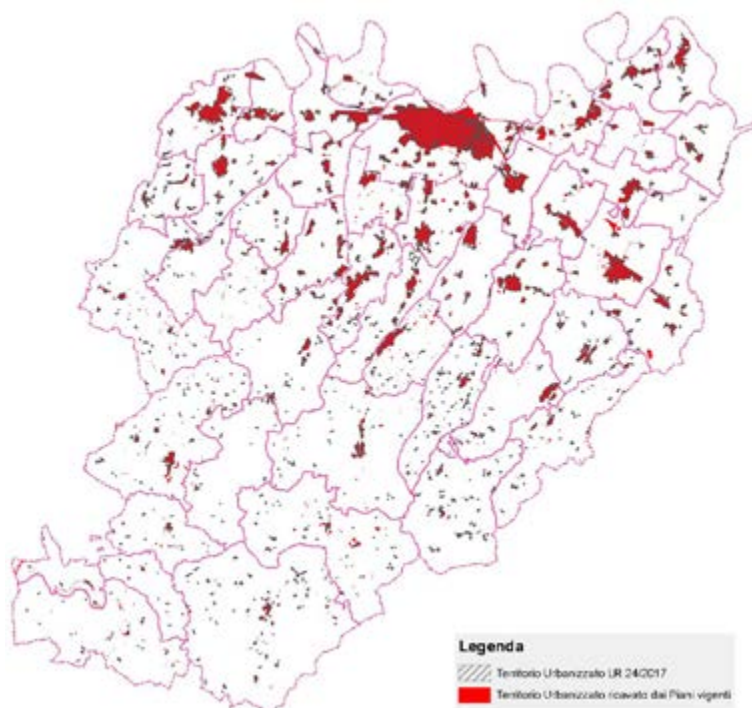 Legenda
Territorio Urbanizzato LR 24/2017
Territorio Urbanizzato ricavato dai Piani vigenti